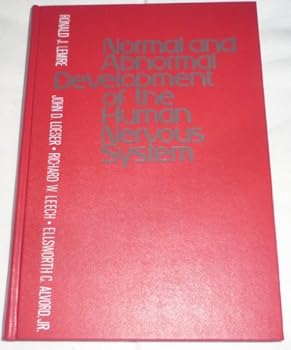 Normal and
Abnormal
Development
of the
Human
Nervous
System
RONALD J. LEMIRE
JOHN D. LOESER • RICHARD W. LEECH • ELLSWORTH C. ALVORD, JR.